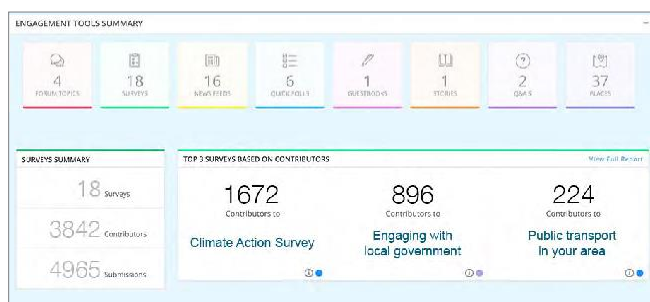 ENGAGEMENT TOOLS SUMMARY
4
FORUM TOPICS
18
SURVEYS
16
NEWS FEEDS
6
QUICK POLLS
1
GUESTBOOKS
1
STORIES
2
Q&A S
37
PLACES
SURVEYS SUMMARY
18 Surveys
3842 Contributors
4965 Submissions
TOP 3 SURVEYS BASED ON CONTRIBUTORS
View Full Report
1672
Contributors to
Climate Action Survey
896
Contributors to
Engaging with
local government
224
Contributors to
Public transport
in your area